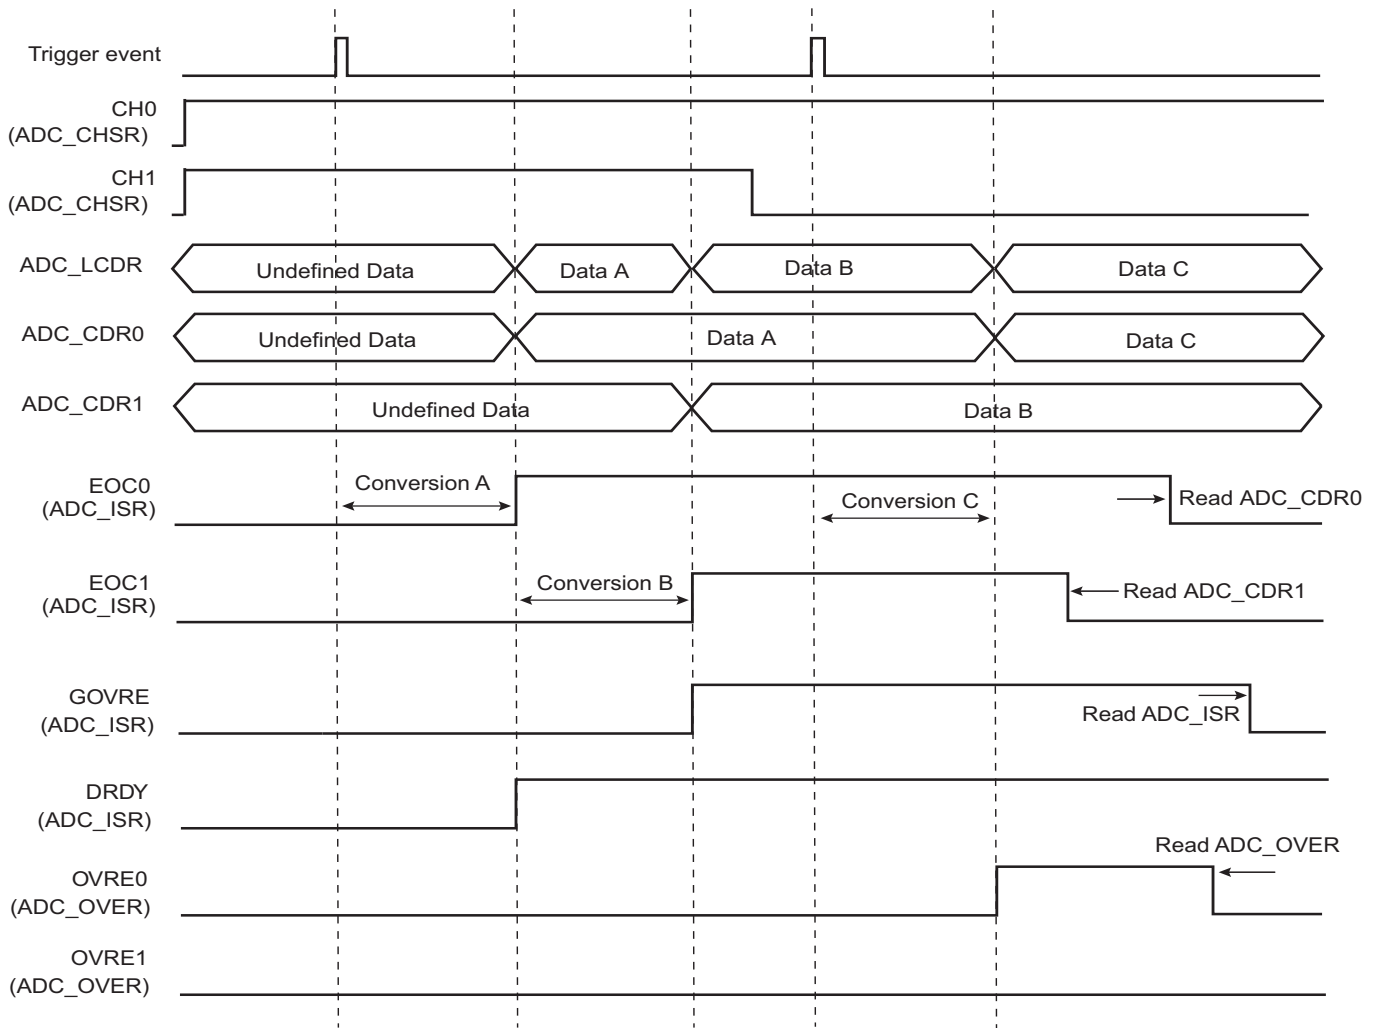 Trigger event
CH0
(ADC_CHSR)
CH1
(ADC_CHSR)
ADC_LCDR
Undefined Data
Data A
Data B
Data C
ADC_CDR0
Undefined Data
Data A
Data C
ADC_CDR1
Undefined Data
Data B
EOC0
(ADC_ISR)
Conversion A
Conversion C
Read ADC_CDR0
EOC1
(ADC_ISR)
Conversion B
Read ADC_CDR1
GOVRE
(ADC_ISR)
Read ADC_ISR
DRDY
(ADC_ISR)
Read ADC_OVER
OVRE0
(ADC_OVER)
OVRE1
(ADC_OVER)